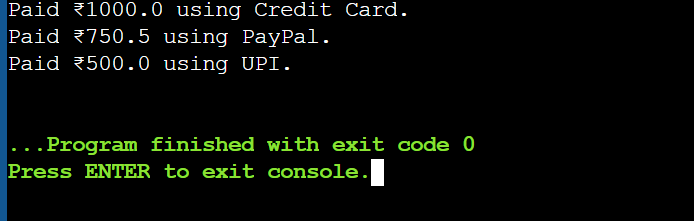 Paid ₹1000.0 using Credit Card.
Paid ₹750.5 using PayPal.
Paid ₹500.0 using UPI.
...Program finished with exit code 0
Press ENTER to exit console.